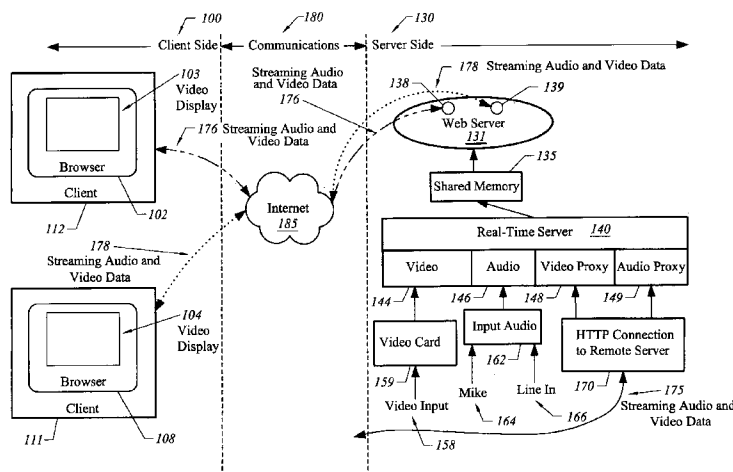 100
180
130
Client Side
Communications
Server Side
103
Video Display
Browser
Client
102
112
176
Streaming Audio and Video Data
Streaming Audio and Video Data
176
178
Streaming Audio and Video Data
138
139
Web Server
131
135
Shared Memory
Internet
185
178
Streaming Audio and Video Data
104
Video Display
Browser
Client
108
111
Real-Time Server 140
Video
Audio
Video Proxy
Audio Proxy
144
146
148
149
Video Card
159
Input Audio
162
HTTP Connection to Remote Server
170
Mike
164
Line In
166
Video Input
158
175
Streaming Audio and Video Data